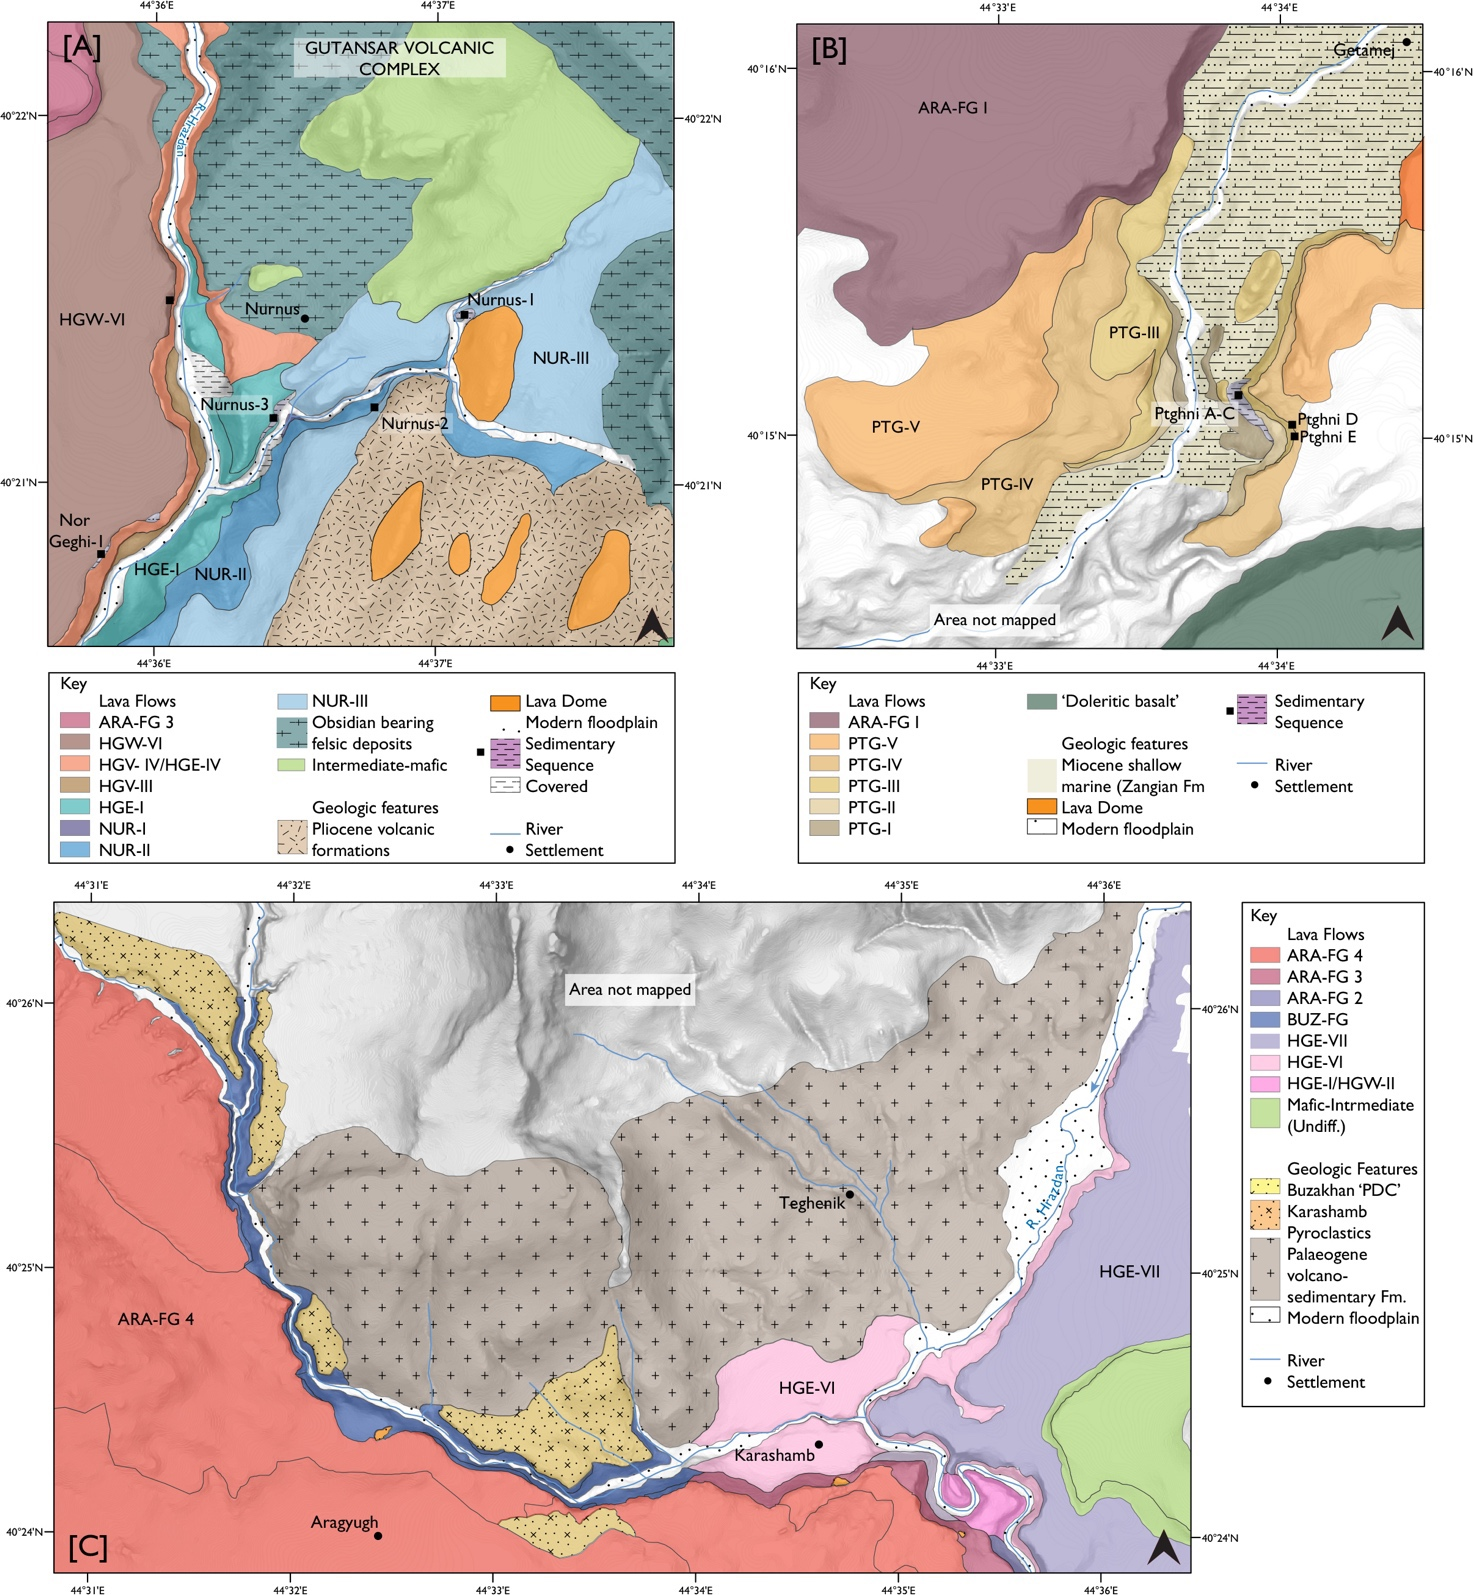 44°36'E
44°37'E
[A]
GUTANSAR VOLCANIC
COMPLEX
40°22'N
40°22'N
R. Hrazdan
HGW-VI
Nurnus
Nurnus-1
NUR-III
Nurnus-3
Nurnus-2
40°21'N
40°21'N
Nor
Geghi-1
HGE-I
NUR-II
44°36'E
44°37'E
Key
Lava Flows
ARA-FG 3
HGW-VI
HGV- IV/HGE-IV
HGV-III
HGE-I
NUR-I
NUR-II
NUR-III
Obsidian bearing
felsic deposits
Intermediate-mafic
Geologic features
Pliocene volcanic
formations
Lava Dome
Modern floodplain
Sedimentary
Sequence
Covered
River
Settlement
44°33'E
44°34'E
[B]
Getamej
40°16'N
40°16'N
ARA-FG I
PTG-III
Ptghni A-C
Ptghni D
Ptghni E
PTG-V
40°15'N
40°15'N
PTG-IV
Area not mapped
44°33'E
44°34'E
Key
Lava Flows
ARA-FG I
PTG-V
PTG-IV
PTG-III
PTG-II
PTG-I
‘Doleritic basalt’
Geologic features
Miocene shallow
marine (Zangian Fm
Lava Dome
Modern floodplain
Sedimentary
Sequence
River
Settlement
44°31'E
44°32'E
44°33'E
44°34'E
44°35'E
44°36'E
Area not mapped
40°26'N
40°26'N
Teghenik
R. Hrazdan
40°25'N
40°25'N
HGE-VII
ARA-FG 4
HGE-VI
Karashamb
Aragyugh
40°24'N
40°24'N
[C]
44°31'E
44°32'E
44°33'E
44°34'E
44°35'E
44°36'E
Key
Lava Flows
ARA-FG 4
ARA-FG 3
ARA-FG 2
BUZ-FG
HGE-VII
HGE-VI
HGE-I/HGW-II
Mafic-Intrmediate
(Undiff.)
Geologic Features
Buzakhan ‘PDC’
Karashamb
Pyroclastics
Palaeogene
volcano-
sedimentary Fm.
Modern floodplain
River
Settlement